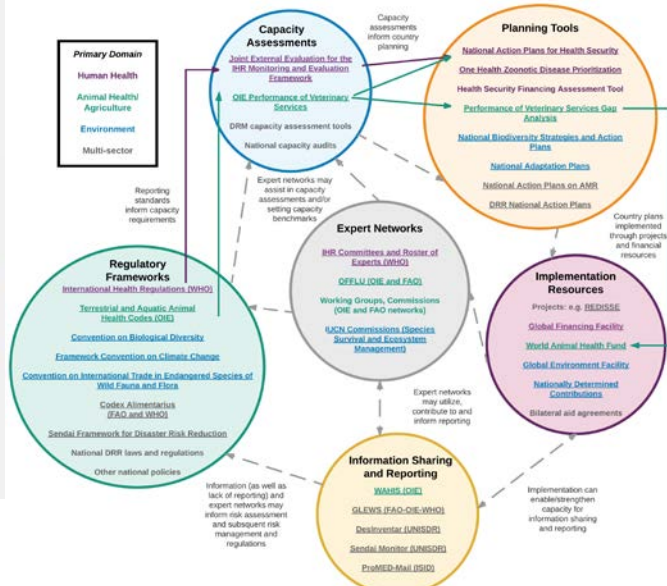 Primary Domain
Human Health
Animal Health/
Agriculture
Environment
Multi-sector
Capacity
Assessments
Joint External Evaluation for the
IHR Monitoring and Evaluation
Framework
OIE Performance of Veterinary
Services
DRM capacity assessment tools
National capacity audits
Capacity
assessments
inform country
planning
Planning Tools
National Action Plans for Health Security
One Health Zoonotic Disease Prioritization
Health Security Financing Assessment Tool
Performance of Veterinary Services Gap
Analysis
National Biodiversity Strategies and Action
Plans
National Adaptation Plans
National Action Plans on AMR
DRR National Action Plans
Reporting
standards
inform capacity
requirements
Expert networks may
assist in capacity
assessments and/or
setting capacity
benchmarks
Country plans
implemented
through projects
and financial
resources
Expert Networks
IHR Committees and Roster of
Experts (WHO)
OFFLU (OIE and FAO)
Working Groups, Commissions
(OIE and FAO networks)
IUCN Commissions (Species
Survival and Ecosystem
Management)
Regulatory
Frameworks
International Health Regulations (WHO)
Terrestrial and Aquatic Animal
Health Codes (OIE)
Convention on Biological Diversity
Framework Convention on Climate Change
Convention on International Trade in Endangered Species of
Wild Fauna and Flora
Codex Alimentarius
(FAO and WHO)
Sendai Framework for Disaster Risk Reduction
National DRR laws and regulations
Other national policies
Implementation
Resources
Projects: e.g. REDISSE
Global Financing Facility
World Animal Health Fund
Global Environment Facility
Nationally Determined
Contributions
Bilateral aid agreements
Expert networks
may utilize,
contribute to and
inform reporting
Information (as well as
lack of reporting) and
expert networks may
inform risk assessment
and subsequent risk
management and
regulations
Information Sharing
and Reporting
WAHIS (OIE)
GLEWS (FAO-OIE-WHO)
DesInventar (UNISDR)
Sendai Monitor (UNISDR)
ProMED-Mail (ISID)
Implementation can
enable/strengthen
capacity for
information sharing
and reporting